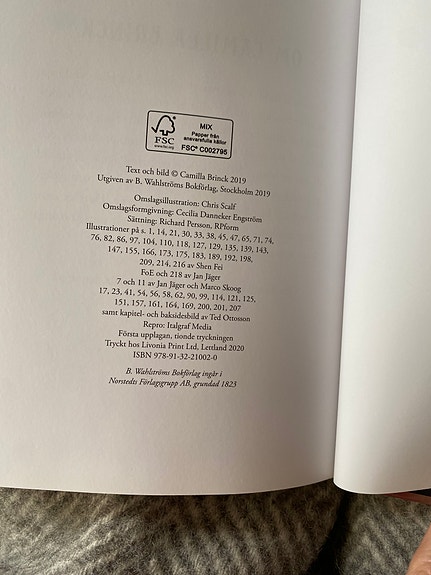 FSC
www.fsc.org
MIX
Papper från
ansvarsfulla källor
FSC® C002795
Text och bild © Camilla Brinck 2019
Utgiven av B. Wahlströms Bokförlag, Stockholm 2019
Omslagsillustration: Chris Scalf
Omslagsformgivning: Cecilia Danneker Engström
Sättning: Richard Persson, RPform
Illustrationer på s. 1, 14, 21, 30, 33, 38, 45, 47, 65, 71, 74,
76, 82, 86, 97, 104, 110, 118, 127, 129, 135, 139, 143,
147, 155, 166, 173, 175, 183, 189, 192, 198,
209, 214, 216 av Shen Fei
FoE och 218 av Jan Jäger
7 och 11 av Jan Jäger och Marco Skoog
17, 23, 41, 54, 56, 58, 62, 90, 99, 114, 121, 125,
151, 157, 161, 164, 169, 200, 201, 207
samt kapitel- och baksidesbild av Ted Ottosson
Repro: Italgraf Media
Första upplagan, tionde tryckningen
Tryckt hos Livonia Print Ltd, Lettland 2020
ISBN 978-91-32-21002-0
B. Wahlströms Bokförlag ingår i
Norstedts Förlagsgrupp AB, grundad 1823